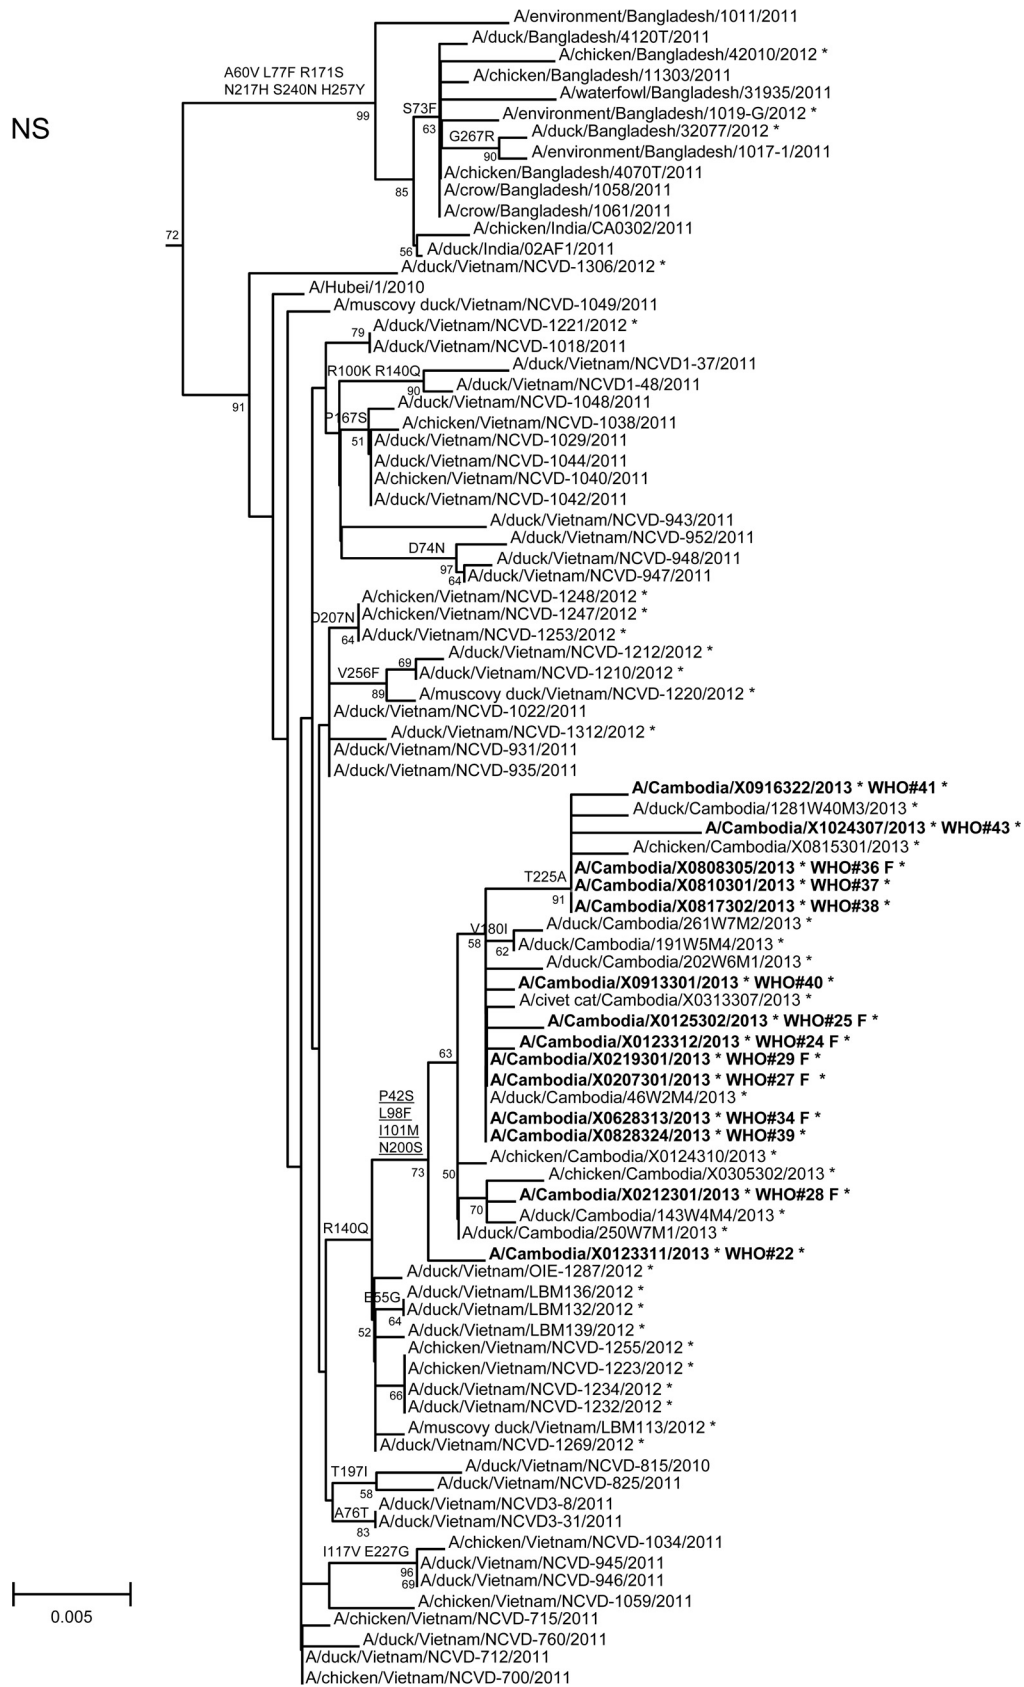 A/environment/Bangladesh/1011/2011
A/duck/Bangladesh/4120T/2011
A/chicken/Bangladesh/42010/2012 *
A60V L77F R171S
A/chicken/Bangladesh/11303/2011
N217H S240N H257Y
A/waterfowl/Bangladesh/31935/2011
99
S73F
A/environment/Bangladesh/1019-G/2012 *
NS
63
G267R
A/duck/Bangladesh/32077/2012 *
90
A/environment/Bangladesh/1017-1/2011
A/chicken/Bangladesh/4070T/2011
85
A/crow/Bangladesh/1058/2011
A/crow/Bangladesh/1061/2011
A/chicken/India/CA0302/2011
72
56
A/duck/India/02AF1/2011
A/duck/Vietnam/NCVD-1306/2012 *
A/Hubei/1/2010
A/muscovy duck/Vietnam/NCVD-1049/2011
79
A/duck/Vietnam/NCVD-1221/2012 *
A/duck/Vietnam/NCVD-1018/2011
R100K R140Q
A/duck/Vietnam/NCVD1-37/2011
90
A/duck/Vietnam/NCVD1-48/2011
91
A/duck/Vietnam/NCVD-1048/2011
P167S
A/chicken/Vietnam/NCVD-1038/2011
51
A/duck/Vietnam/NCVD-1029/2011
A/duck/Vietnam/NCVD-1044/2011
A/chicken/Vietnam/NCVD-1040/2011
A/duck/Vietnam/NCVD-1042/2011
A/duck/Vietnam/NCVD-943/2011
D74N
A/duck/Vietnam/NCVD-952/2011
97
A/duck/Vietnam/NCVD-948/2011
64
A/duck/Vietnam/NCVD-947/2011
A/chicken/Vietnam/NCVD-1248/2012 *
D207N
A/chicken/Vietnam/NCVD-1247/2012 *
64
A/duck/Vietnam/NCVD-1253/2012 *
A/duck/Vietnam/NCVD-1212/2012 *
69
V256F
A/duck/Vietnam/NCVD-1210/2012 *
89
A/muscovy duck/Vietnam/NCVD-1220/2012 *
A/duck/Vietnam/NCVD-1022/2011
A/duck/Vietnam/NCVD-1312/2012 *
A/duck/Vietnam/NCVD-931/2011
A/duck/Vietnam/NCVD-935/2011
A/Cambodia/X0916322/2013 * WHO#41 *
A/duck/Cambodia/1281W40M3/2013 *
A/Cambodia/X1024307/2013 * WHO#43 *
A/chicken/Cambodia/X0815301/2013 *
T225A
A/Cambodia/X0808305/2013 * WHO#36 F *
A/Cambodia/X0810301/2013 * WHO#37 *
91
A/Cambodia/X0817302/2013 * WHO#38 *
V180I
A/duck/Cambodia/261W7M2/2013 *
58
62
A/duck/Cambodia/191W5M4/2013 *
A/duck/Cambodia/202W6M1/2013 *
A/Cambodia/X0913301/2013 * WHO#40 *
A/civet cat/Cambodia/X0313307/2013 *
A/Cambodia/X0125302/2013 * WHO#25 F *
A/Cambodia/X0123312/2013 * WHO#24 F *
63
A/Cambodia/X0219301/2013 * WHO#29 F *
A/Cambodia/X0207301/2013 * WHO#27 F *
P42S
A/duck/Cambodia/46W2M4/2013 *
L98F
A/Cambodia/X0628313/2013 * WHO#34 F *
I101M
A/Cambodia/X0828324/2013 * WHO#39 *
N200S
A/chicken/Cambodia/X0124310/2013 *
73
50
A/chicken/Cambodia/X0305302/2013 *
A/Cambodia/X0212301/2013 * WHO#28 F *
70
A/duck/Cambodia/143W4M4/2013 *
R140Q
A/duck/Cambodia/250W7M1/2013 *
A/Cambodia/X0123311/2013 * WHO#22 *
A/duck/Vietnam/OIE-1287/2012 *
E55G
A/duck/Vietnam/LBM136/2012 *
64
A/duck/Vietnam/LBM132/2012 *
52
A/duck/Vietnam/LBM139/2012 *
A/chicken/Vietnam/NCVD-1255/2012 *
A/chicken/Vietnam/NCVD-1223/2012 *
66
A/duck/Vietnam/NCVD-1234/2012 *
A/duck/Vietnam/NCVD-1232/2012 *
A/muscovy duck/Vietnam/LBM113/2012 *
A/duck/Vietnam/NCVD-1269/2012 *
T197I
A/duck/Vietnam/NCVD-815/2010
58
A/duck/Vietnam/NCVD-825/2011
A76T
A/duck/Vietnam/NCVD3-8/2011
83
A/duck/Vietnam/NCVD3-31/2011
I117V E227G
A/chicken/Vietnam/NCVD-1034/2011
96
A/duck/Vietnam/NCVD-945/2011
69
A/duck/Vietnam/NCVD-946/2011
A/chicken/Vietnam/NCVD-1059/2011
0.005
A/chicken/Vietnam/NCVD-715/2011
A/duck/Vietnam/NCVD-760/2011
A/duck/Vietnam/NCVD-712/2011
A/chicken/Vietnam/NCVD-700/2011